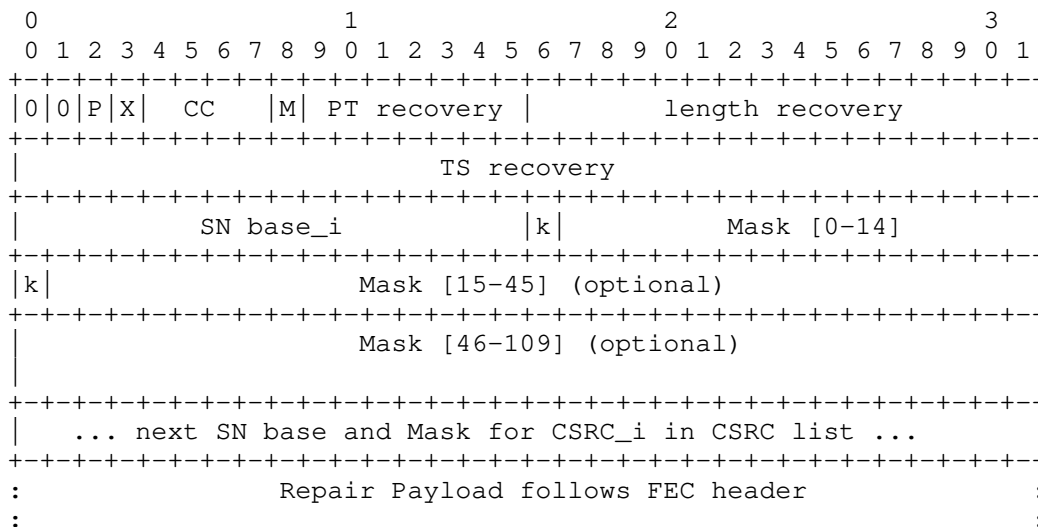 0                   1                   2                   3
 0 1 2 3 4 5 6 7 8 9 0 1 2 3 4 5 6 7 8 9 0 1 2 3 4 5 6 7 8 9 0 1
+-+-+-+-+-+-+-+-+-+-+-+-+-+-+-+-+-+-+-+-+-+-+-+-+-+-+-+-+-+-+-+--
|0|0|P|X|  CC   |M| PT recovery |        length recovery
+-+-+-+-+-+-+-+-+-+-+-+-+-+-+-+-+-+-+-+-+-+-+-+-+-+-+-+-+-+-+-+--
|                          TS recovery
+-+-+-+-+-+-+-+-+-+-+-+-+-+-+-+-+-+-+-+-+-+-+-+-+-+-+-+-+-+-+-+--
|           SN base_i           |k|          Mask [0-14]
+-+-+-+-+-+-+-+-+-+-+-+-+-+-+-+-+-+-+-+-+-+-+-+-+-+-+-+-+-+-+-+--
|k|                   Mask [15-45] (optional)
+-+-+-+-+-+-+-+-+-+-+-+-+-+-+-+-+-+-+-+-+-+-+-+-+-+-+-+-+-+-+-+--
|                     Mask [46-109] (optional)
|
+-+-+-+-+-+-+-+-+-+-+-+-+-+-+-+-+-+-+-+-+-+-+-+-+-+-+-+-+-+-+-+--
|   ... next SN base and Mask for CSRC_i in CSRC list ...
+-+-+-+-+-+-+-+-+-+-+-+-+-+-+-+-+-+-+-+-+-+-+-+-+-+-+-+-+-+-+-+--
:                Repair Payload follows FEC header              :
:                                                               :